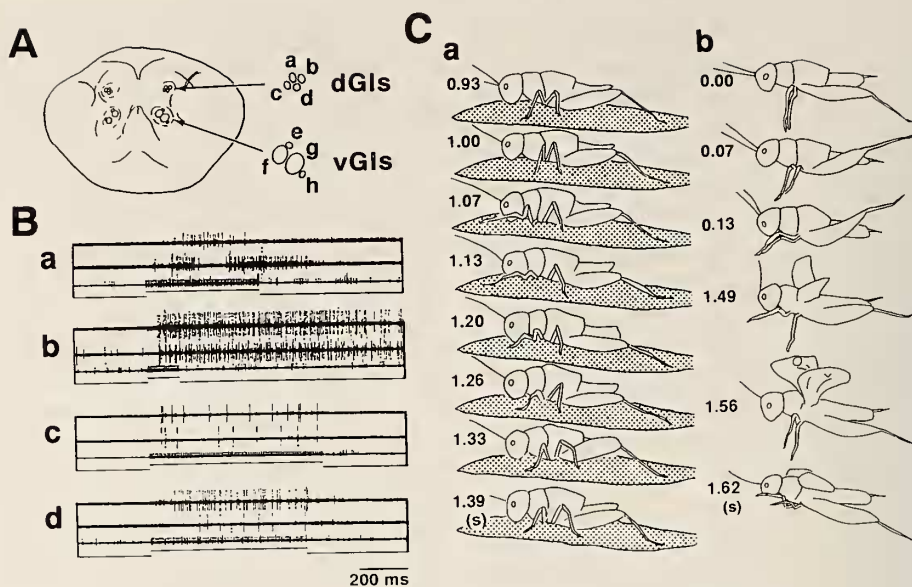 A
a
b
c
d
dGIs
e
f
g
h
vGIs
B
a
b
c
d
200 ms
C
a
0.93
1.00
1.07
1.13
1.20
1.26
1.33
1.39
(s)
b
0.00
0.07
0.13
1.49
1.56
1.62
(s)